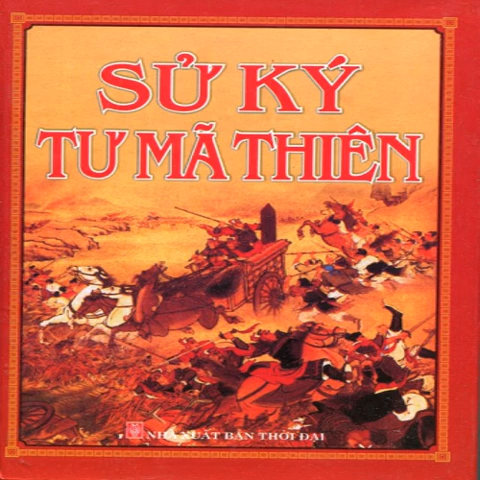 SỬ KÝ
TƯ MÃ THIÊN
NHÀ XUẤT BẢN THỜI ĐẠI